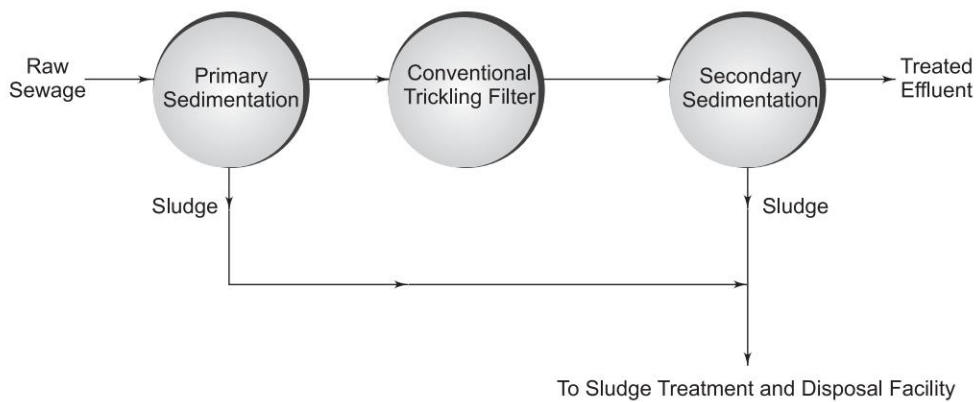 Raw
Sewage
Primary
Sedimentation
Conventional
Trickling Filter
Secondary
Sedimentation
Treated
Effluent
Sludge
Sludge
To Sludge Treatment and Disposal Facility